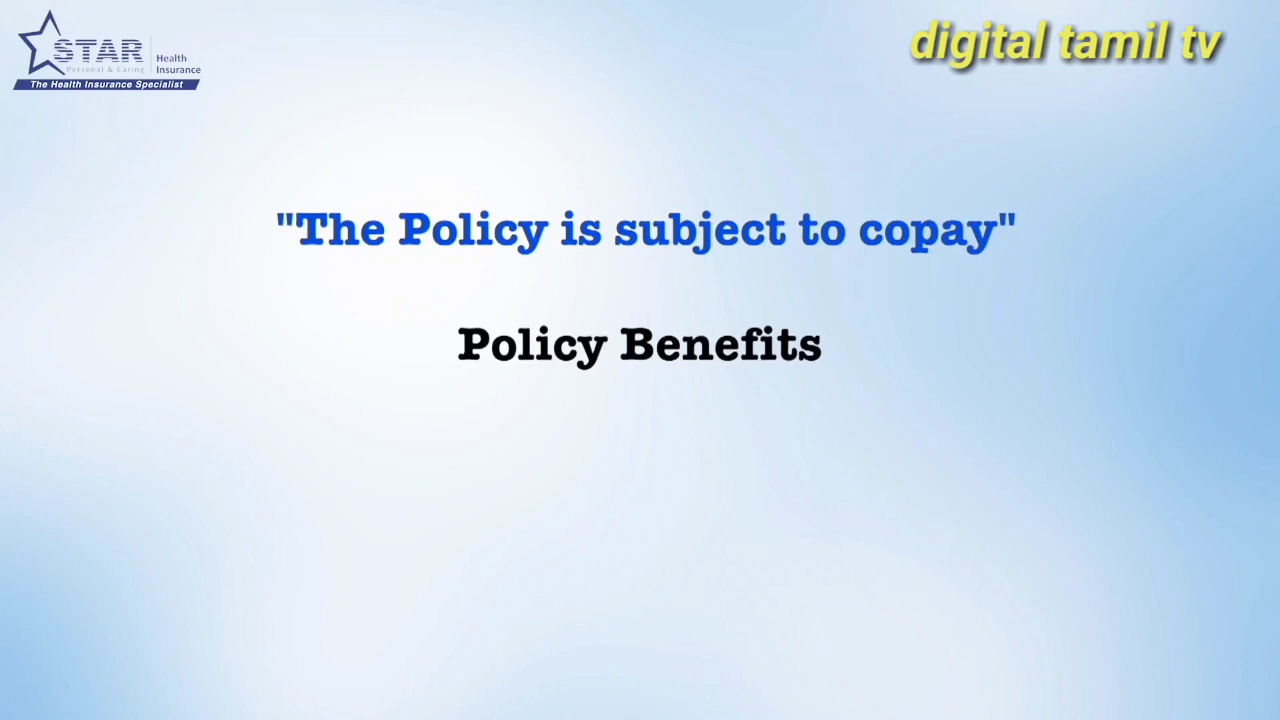 STAR
Personal & Caring
Health
Insurance
The Health Insurance Specialist
digital tamil tv
"The Policy is subject to copay"
Policy Benefits